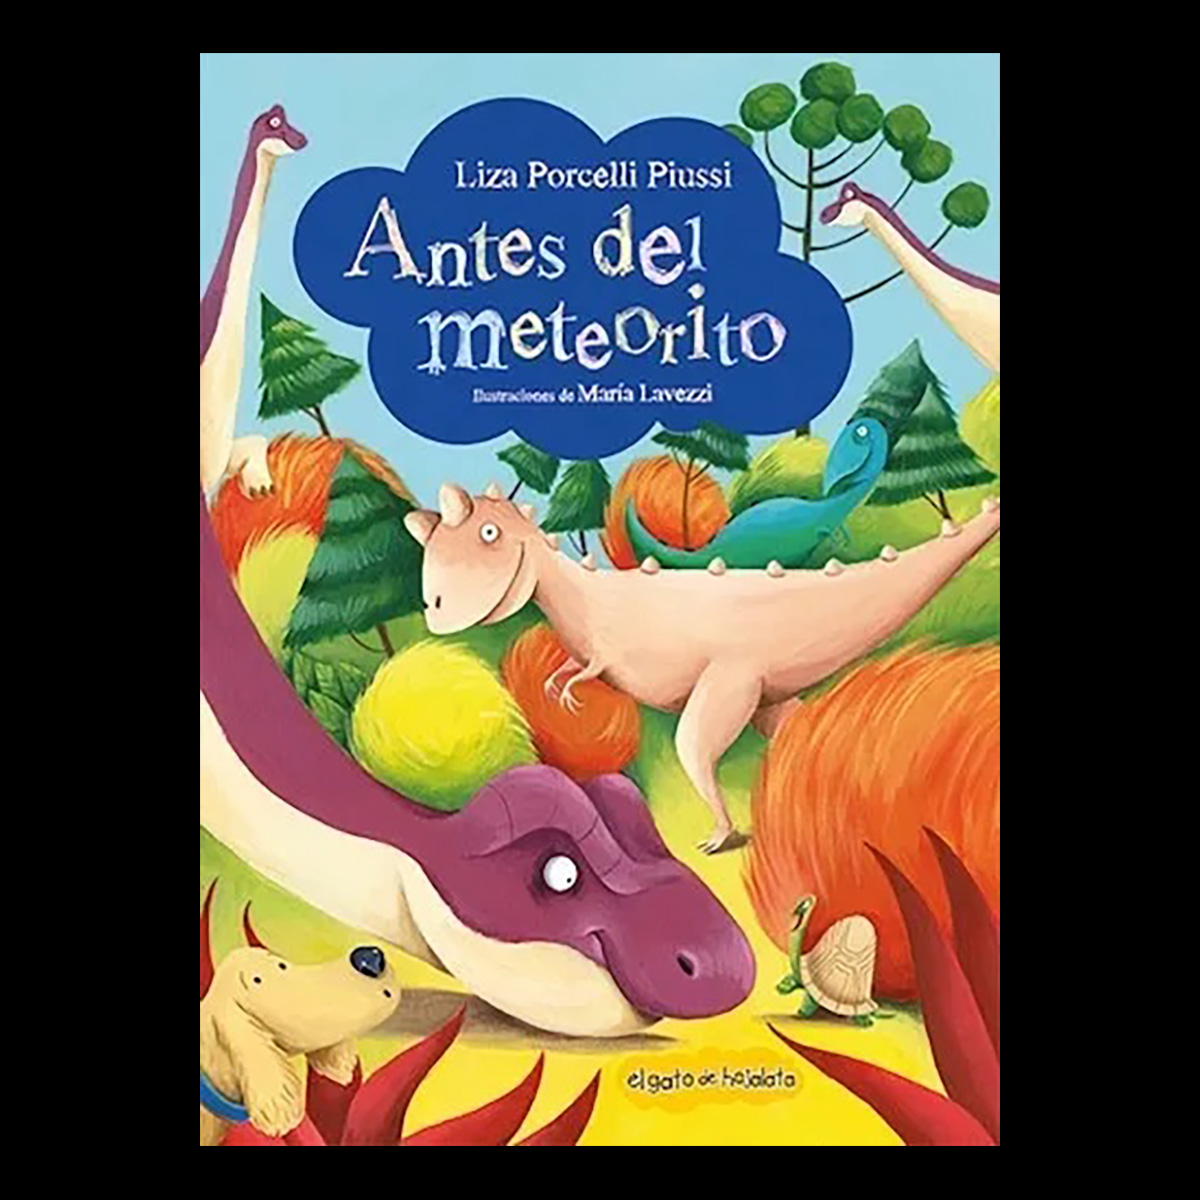 Liza Porcelli Piussi
Antes del
meteorito
Ilustraciones de María Lavezzi
el gato de hojalata